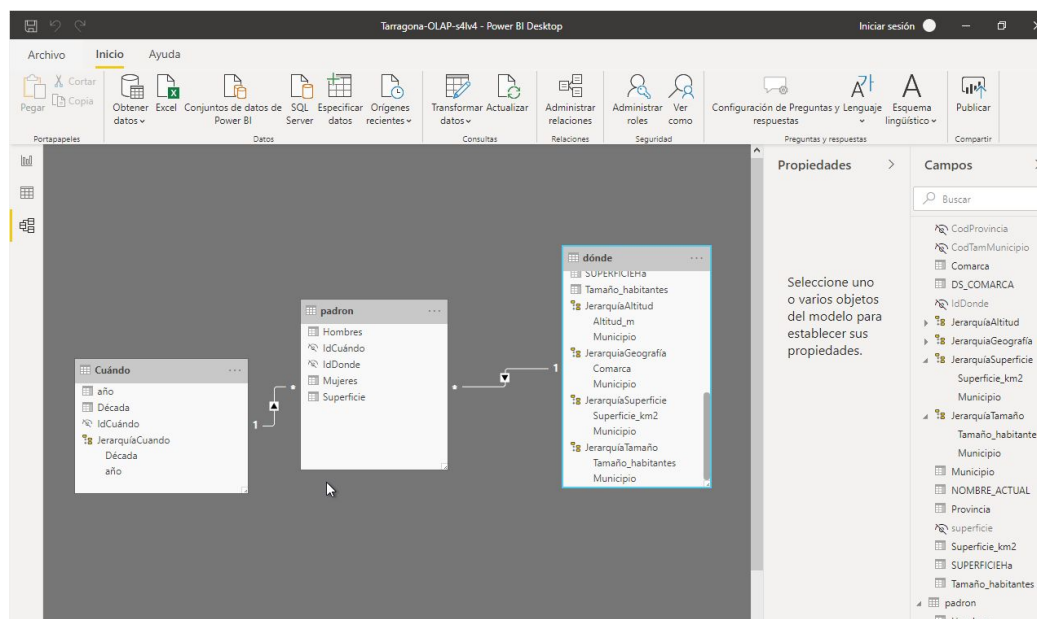 Tarragona-OLAP-s4lv4 - Power BI Desktop
Iniciar sesión
Archivo Inicio Ayuda
Pegar
Cortar
Copia
Portapapeles
Obtener datos
Excel
Conjuntos de datos de Power BI
SQL Server
Especificar datos
Orígenes recientes
Datos
Transformar datos
Actualizar
Consultas
Administrar relaciones
Relaciones
Administrar roles
Ver como
Seguridad
Configuración de Preguntas y respuestas
Lenguaje
Esquema lingüístico
Preguntas y respuestas
Publicar
Compartir
Cuándo
año
Década
IdCuándo
JerarquíaCuando
Década
año
1
padron
Hombres
IdCuándo
IdDonde
Mujeres
Superficie
1
dónde
SUPERFICIEHa
Tamaño_habitantes
JerarquíaAltitud
Altitud_m
Municipio
JerarquiaGeografía
Comarca
Municipio
JerarquíaSuperficie
Superficie_km2
Municipio
JerarquíaTamaño
Tamaño_habitantes
Municipio
Propiedades
Seleccione uno
o varios objetos
del modelo para
establecer sus
propiedades.
Campos
Buscar
CodProvincia
CodTamMunicipio
Comarca
DS_COMARCA
IdDonde
JerarquíaAltitud
JerarquiaGeografía
JerarquíaSuperficie
Superficie_km2
Municipio
JerarquíaTamaño
Tamaño_habitante
Municipio
Municipio
NOMBRE_ACTUAL
Provincia
superficie
Superficie_km2
SUPERFICIEHa
Tamaño_habitantes
padron